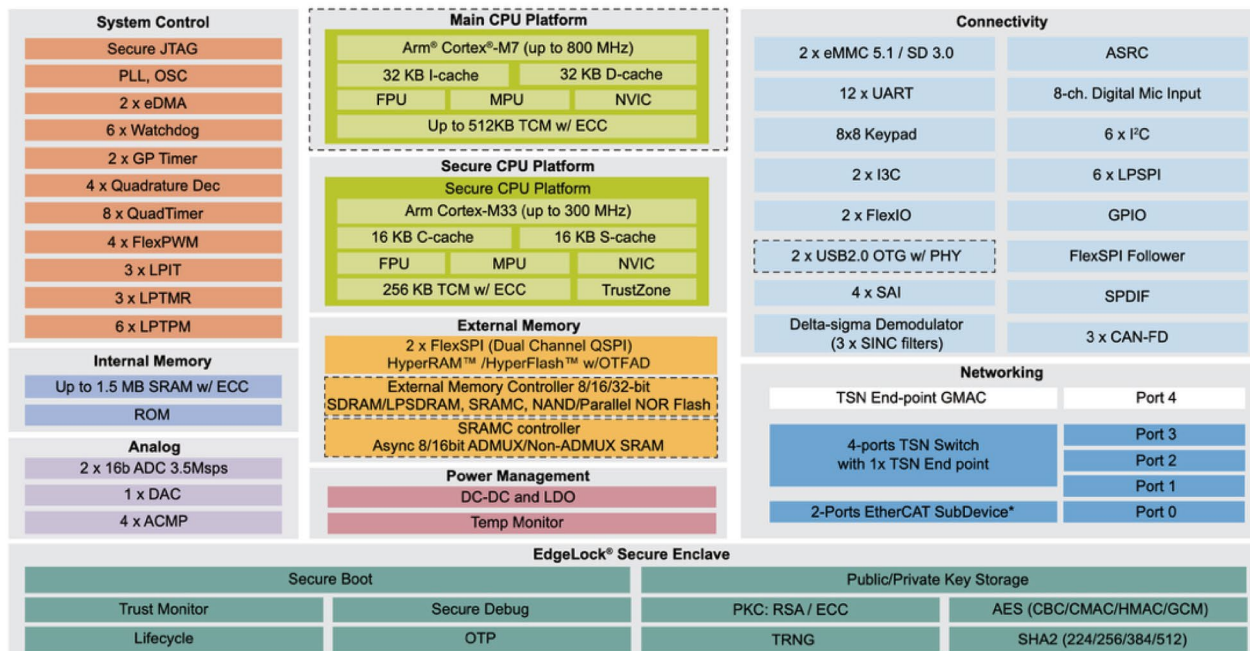 System Control
Secure JTAG
PLL, OSC
2 x eDMA
6 x Watchdog
2 x GP Timer
4 x Quadrature Dec
8 x QuadTimer
4 x FlexPWM
3 x LPIT
3 x LPTMR
6 x LPTPM
Internal Memory
Up to 1.5 MB SRAM w/ ECC
ROM
Analog
2 x 16b ADC 3.5Msps
1 x DAC
4 x ACMP
Main CPU Platform
Arm® Cortex®-M7 (up to 800 MHz)
32 KB I-cache
32 KB D-cache
FPU
MPU
NVIC
Up to 512KB TCM w/ ECC
Secure CPU Platform
Secure CPU Platform
Arm Cortex-M33 (up to 300 MHz)
16 KB C-cache
16 KB S-cache
FPU
MPU
NVIC
256 KB TCM w/ ECC
TrustZone
External Memory
2 x FlexSPI (Dual Channel QSPI)
HyperRAM™ /HyperFlash™ w/OTFAD
External Memory Controller 8/16/32-bit
SDRAM/LPSDRAM, SRAMC, NAND/Parallel NOR Flash
SRAMC controller
Async 8/16bit ADMUX/Non-ADMUX SRAM
Power Management
DC-DC and LDO
Temp Monitor
Connectivity
2 x eMMC 5.1 / SD 3.0
ASRC
12 x UART
8-ch. Digital Mic Input
8x8 Keypad
6 x I²C
2 x I3C
6 x LPSPI
2 x FlexIO
GPIO
2 x USB2.0 OTG w/ PHY
FlexSPI Follower
4 x SAI
SPDIF
Delta-sigma Demodulator
(3 x SINC filters)
3 x CAN-FD
Networking
TSN End-point GMAC
Port 4
4-ports TSN Switch
with 1x TSN End point
Port 3
Port 2
Port 1
2-Ports EtherCAT SubDevice*
Port 0
EdgeLock® Secure Enclave
Secure Boot
Public/Private Key Storage
Trust Monitor
Secure Debug
PKC: RSA / ECC
AES (CBC/CMAC/HMAC/GCM)
Lifecycle
OTP
TRNG
SHA2 (224/256/384/512)